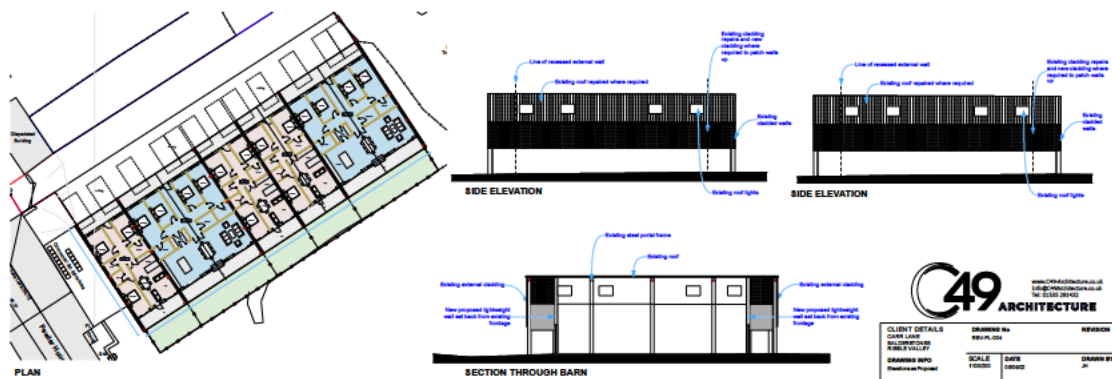 Dilapidated
Building
PLAN
Line of recessed external wall
Existing roof repaired where required
Existing cladding
repairs and new
cladding where
required to patch walls
up
Existing
cladded walls
Existing roof lights
SIDE ELEVATION
Line of recessed external wall
Existing roof repaired where required
Existing cladding repairs
and new cladding where
required to patch walls
up
Existing
cladded walls
Existing roof lights
SIDE ELEVATION
Existing steel portal frame
Existing roof
Existing external cladding
Existing external cladding
New proposed lightweight
wall set back from existing
frontage
New proposed lightweight
wall set back from existing
frontage
SECTION THROUGH BARN
C49
ARCHITECTURE
www.C49-Architecture.co.uk
Info@C49Architecture.co.uk
CLIENT DETAILS
CARR LANE
BALDERSTONES
RIBBLE VALLEY
DRAWING No
REV-PL-004
REVISION
DRAWING INFO
Elevations as Proposed
SCALE
DATE
DRAWN BY
JH